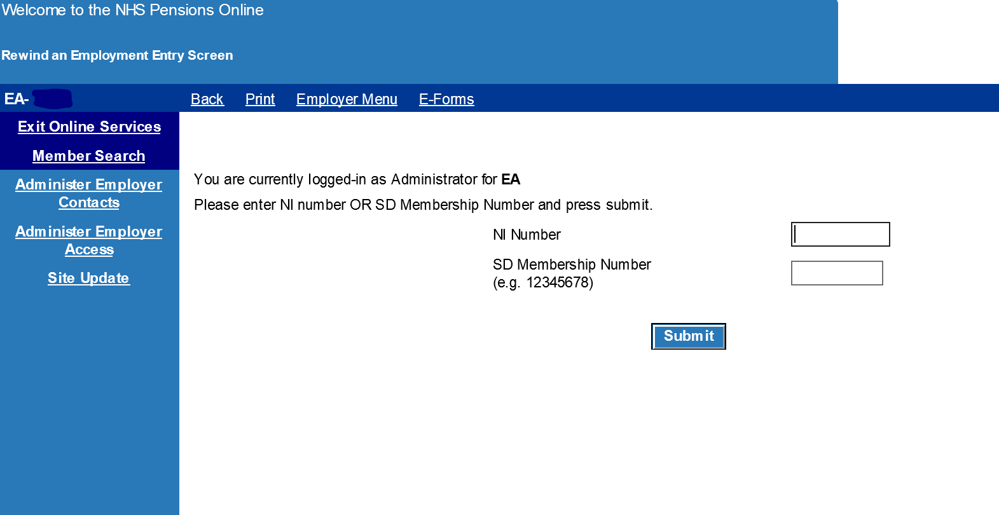 Welcome to the NHS Pensions Online
Rewind an Employment Entry Screen
EA-
Back Print Employer Menu E-Forms
Exit Online Services
Member Search
Administer Employer
Contacts
Administer Employer
Access
Site Update
You are currently logged-in as Administrator for EA
Please enter NI number OR SD Membership Number and press submit.
NI Number
SD Membership Number
(e.g. 12345678)
Submit